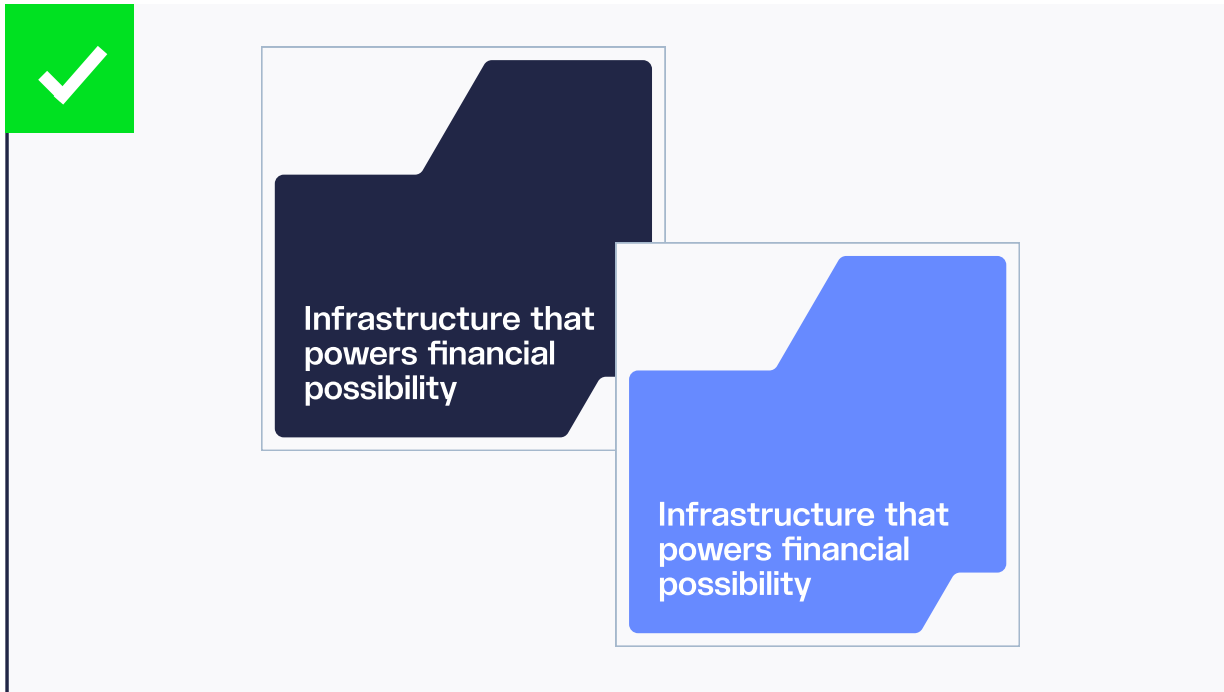 Infrastructure that
powers financial
possibility
Infrastructure that
powers financial
possibility